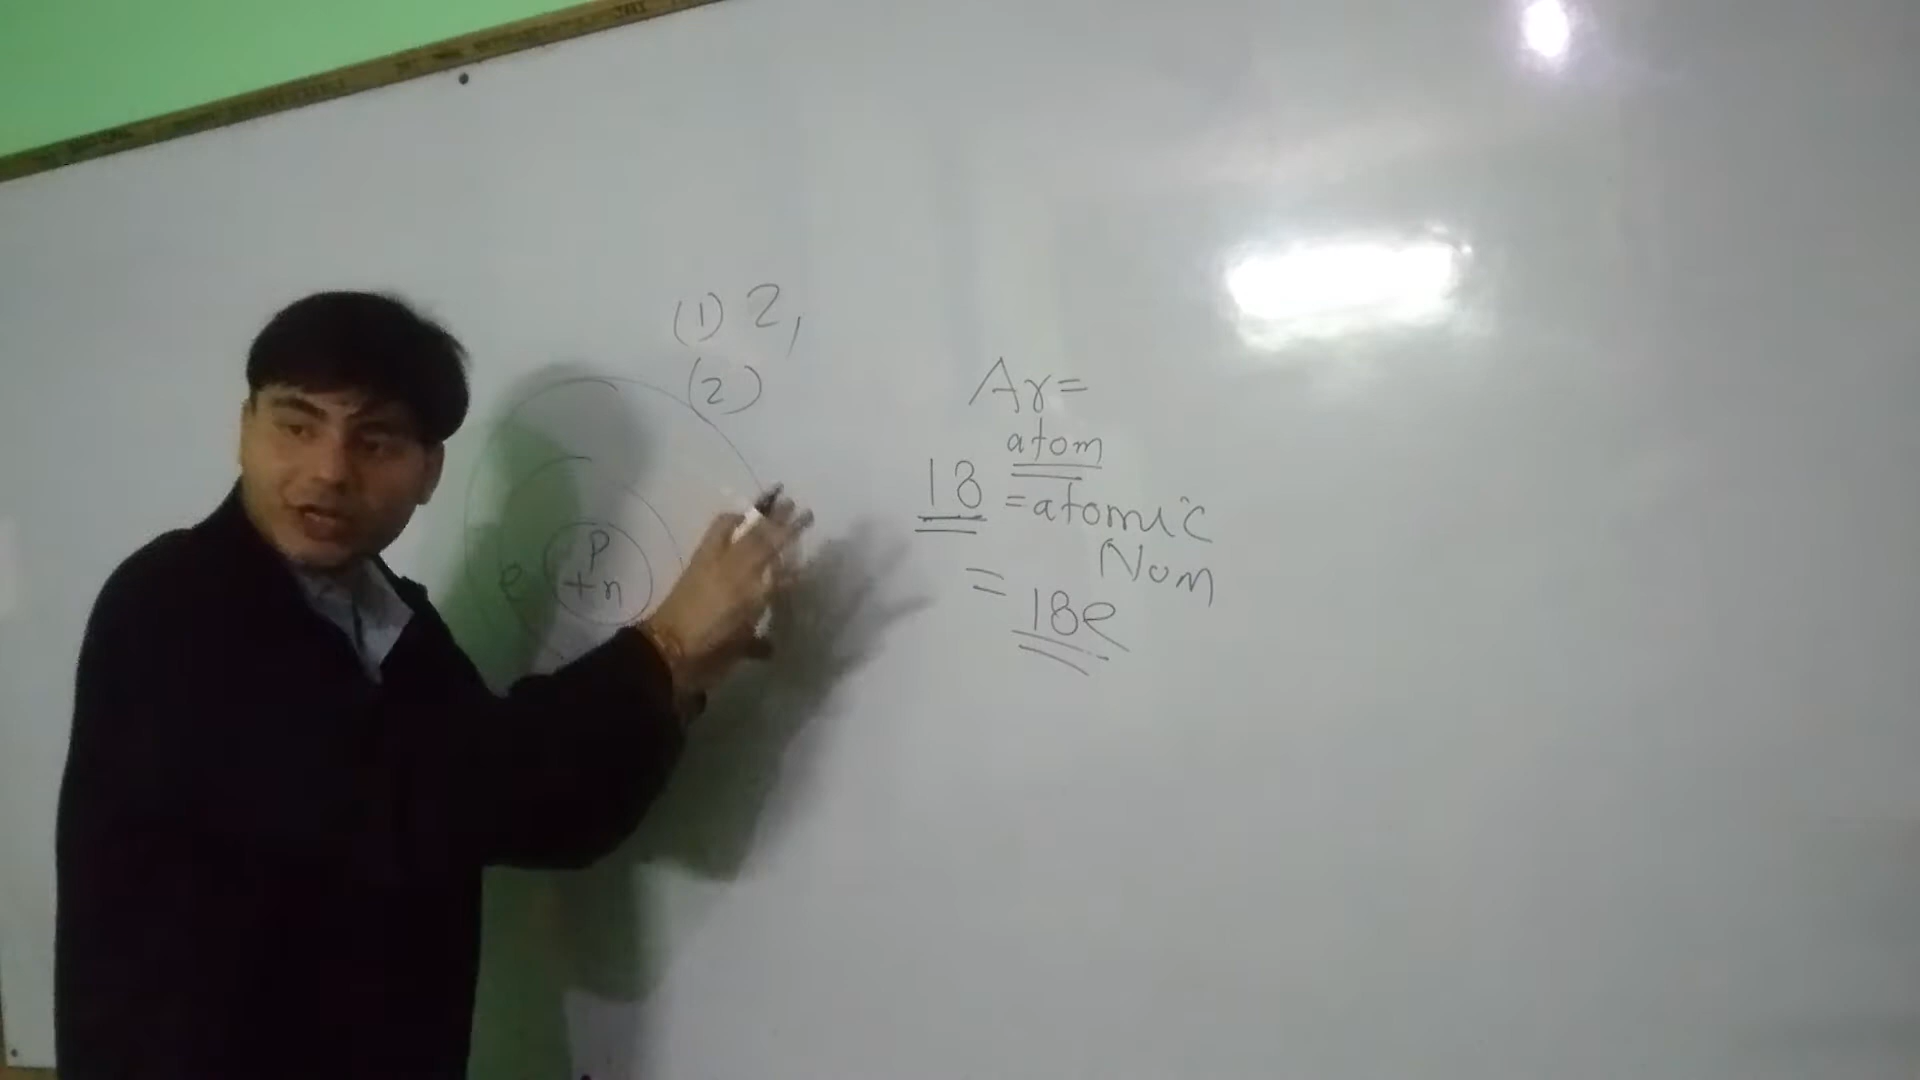 (1) 2,
(2)
Ar=
atom
18 = atomic
Num
= 18e
P
e +n